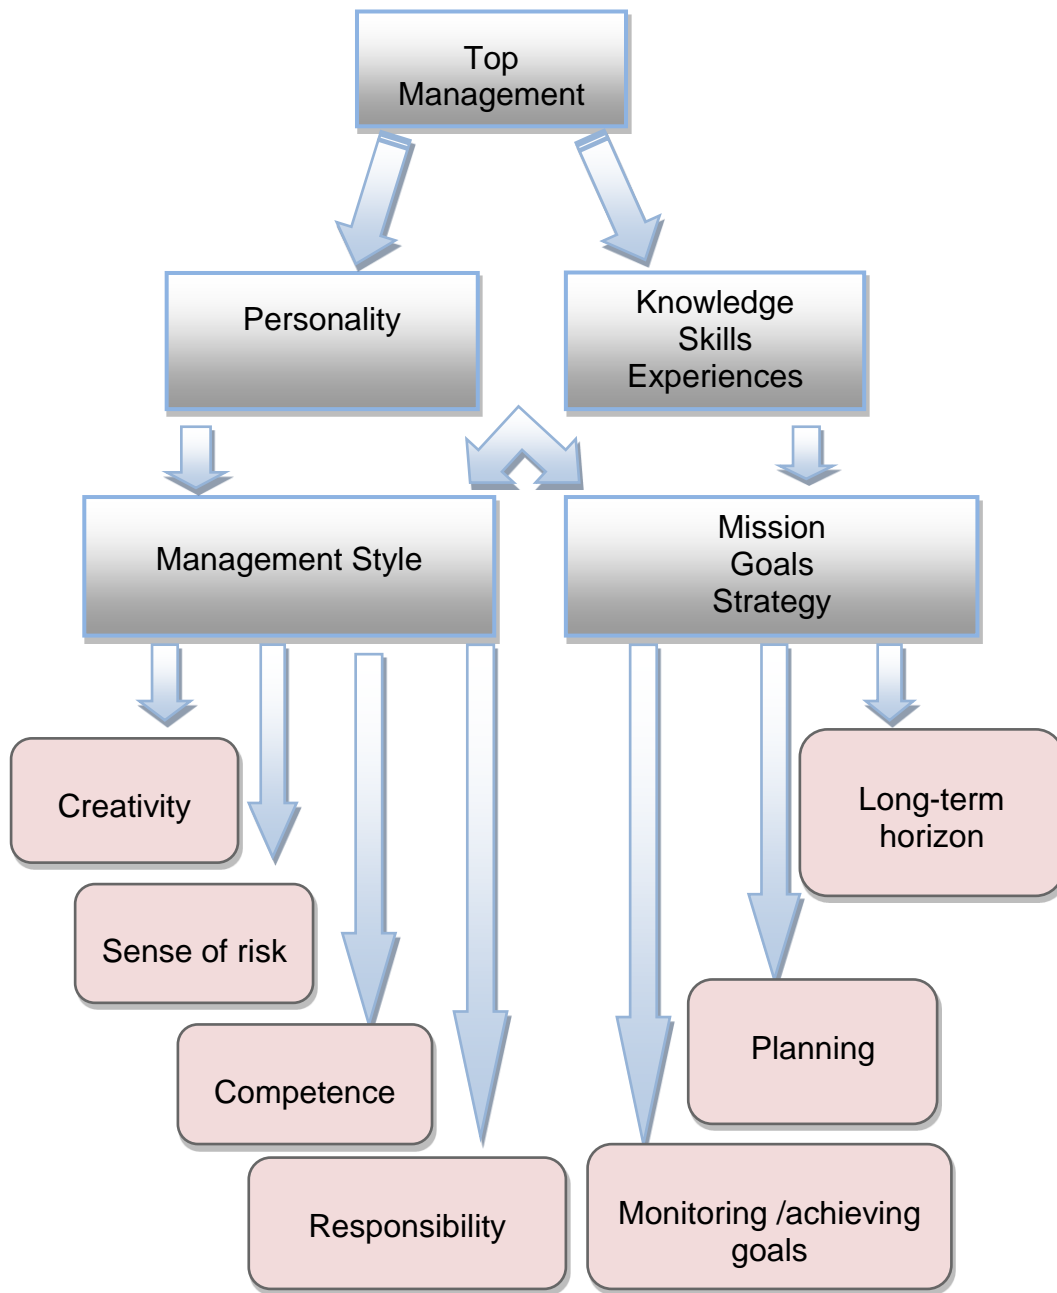 Top
Management
Personality
Knowledge
Skills
Experiences
Management Style
Mission
Goals
Strategy
Creativity
Long-term
horizon
Sense of risk
Planning
Competence
Monitoring /achieving
goals
Responsibility